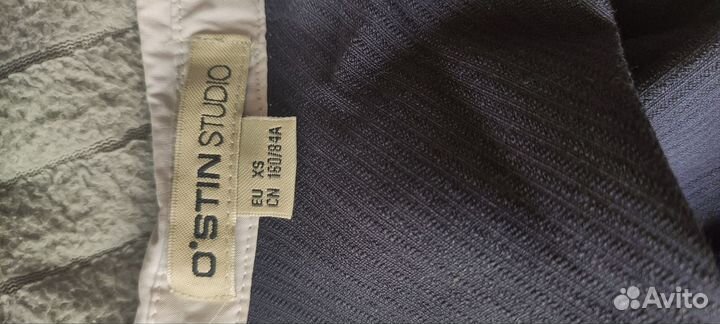 O'STIN STUDIO
EU XS
CN 160/84A
Avito